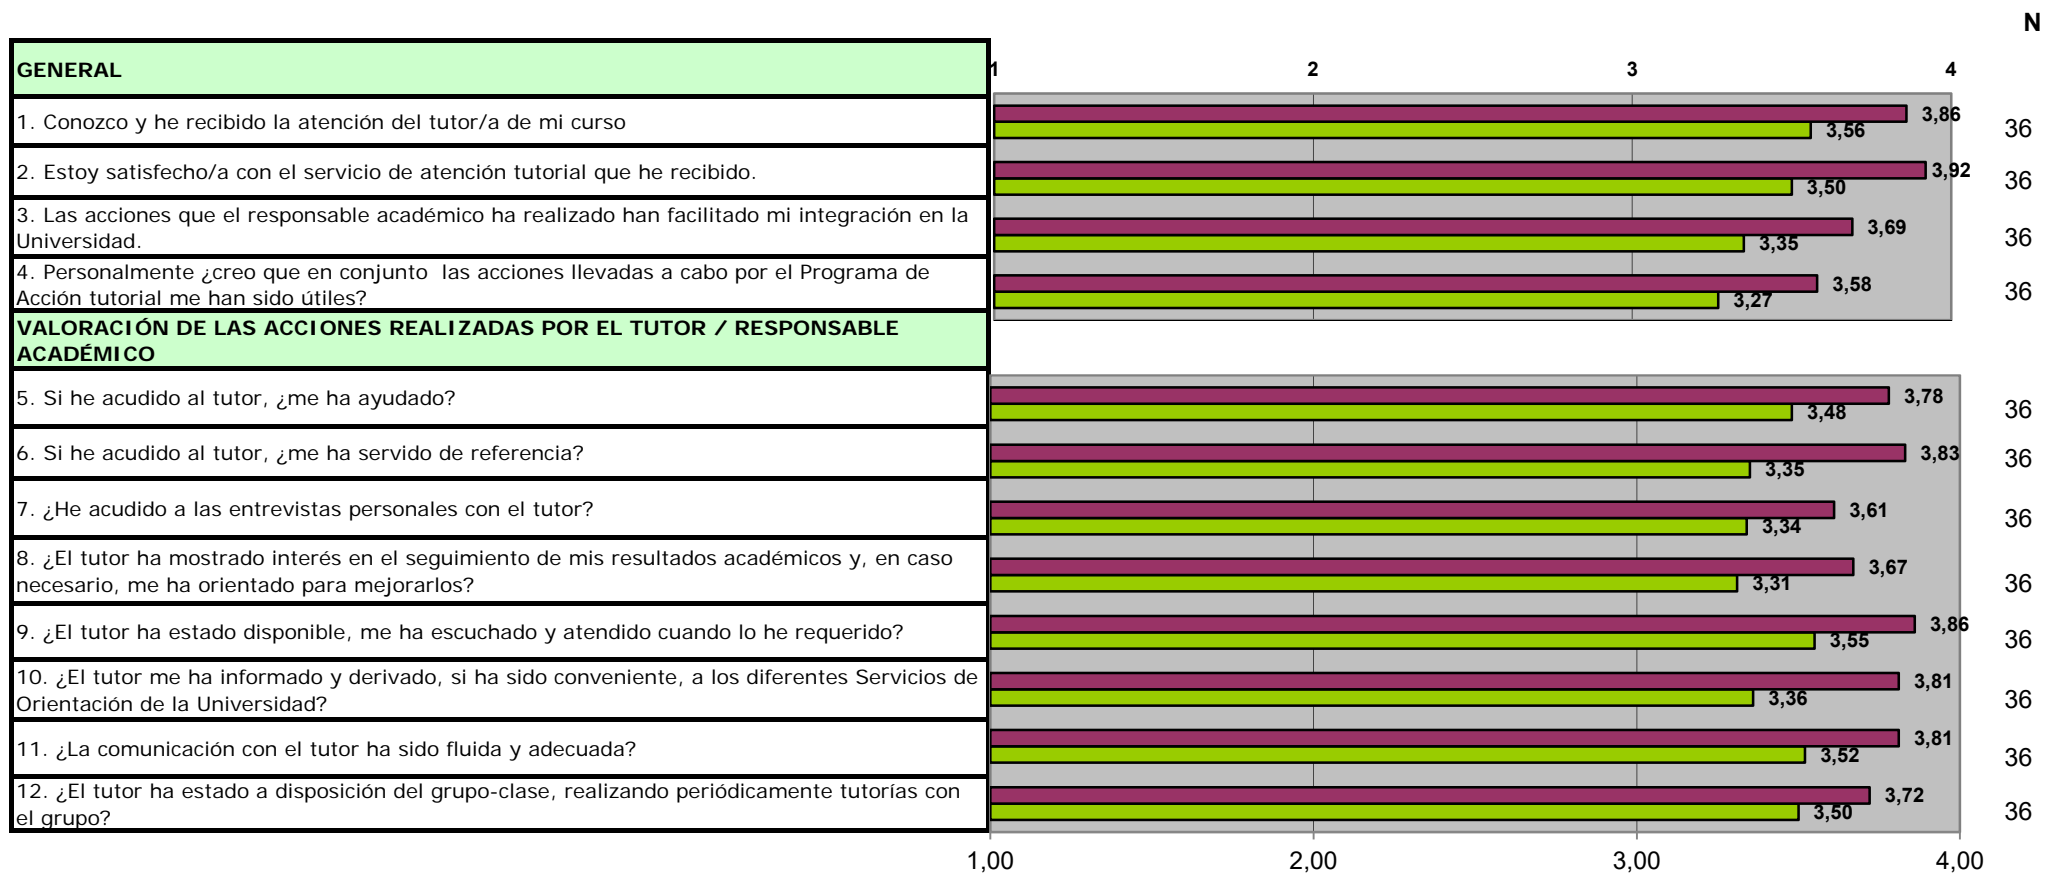 N
GENERAL
1 2 3 4
1. Conozco y he recibido la atención del tutor/a de mi curso
3,86
3,56
36
2. Estoy satisfecho/a con el servicio de atención tutorial que he recibido.
3,92
3,50
36
3. Las acciones que el responsable académico ha realizado han facilitado mi integración en la
Universidad.
3,69
3,35
36
4. Personalmente ¿creo que en conjunto  las acciones llevadas a cabo por el Programa de
Acción tutorial me han sido útiles?
3,58
3,27
36
VALORACIÓN DE LAS ACCIONES REALIZADAS POR EL TUTOR / RESPONSABLE
ACADÉMICO
5. Si he acudido al tutor, ¿me ha ayudado?
3,78
3,48
36
6. Si he acudido al tutor, ¿me ha servido de referencia?
3,83
3,35
36
7. ¿He acudido a las entrevistas personales con el tutor?
3,61
3,34
36
8. ¿El tutor ha mostrado interés en el seguimiento de mis resultados académicos y, en caso
necesario, me ha orientado para mejorarlos?
3,67
3,31
36
9. ¿El tutor ha estado disponible, me ha escuchado y atendido cuando lo he requerido?
3,86
3,55
36
10. ¿El tutor me ha informado y derivado, si ha sido conveniente, a los diferentes Servicios de
Orientación de la Universidad?
3,81
3,36
36
11. ¿La comunicación con el tutor ha sido fluida y adecuada?
3,81
3,52
36
12. ¿El tutor ha estado a disposición del grupo-clase, realizando periódicamente tutorías con
el grupo?
3,72
3,50
36
1,00 2,00 3,00 4,00